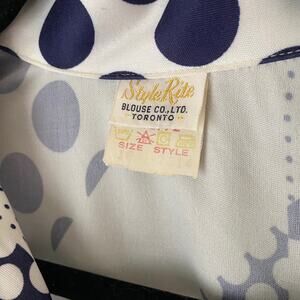 Style Rite
BLOUSE CO., LTD.
TORONTO
SIZE STYLE